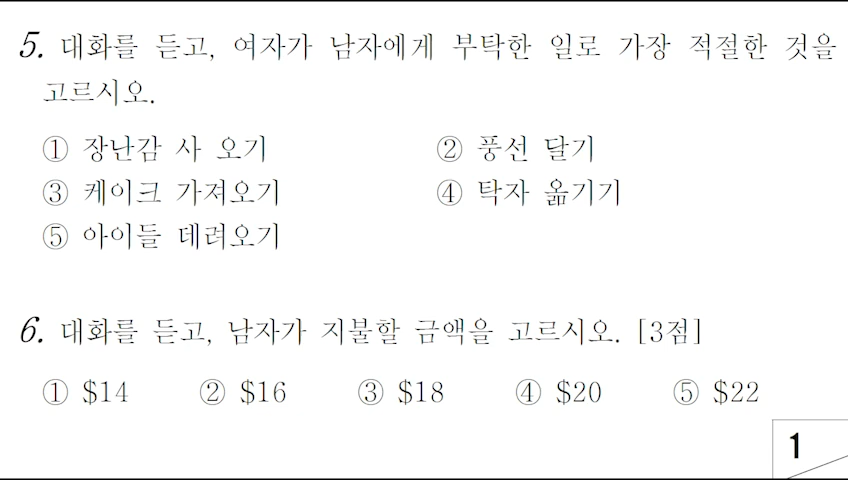 5. 대화를 듣고, 여자가 남자에게 부탁한 일로 가장 적절한 것을
고르시오.
① 장난감 사 오기 ② 풍선 달기
③ 케이크 가져오기 ④ 탁자 옮기기
⑤ 아이들 데려오기
6. 대화를 듣고, 남자가 지불할 금액을 고르시오. [3점]
① $14 ② $16 ③ $18 ④ $20 ⑤ $22
1